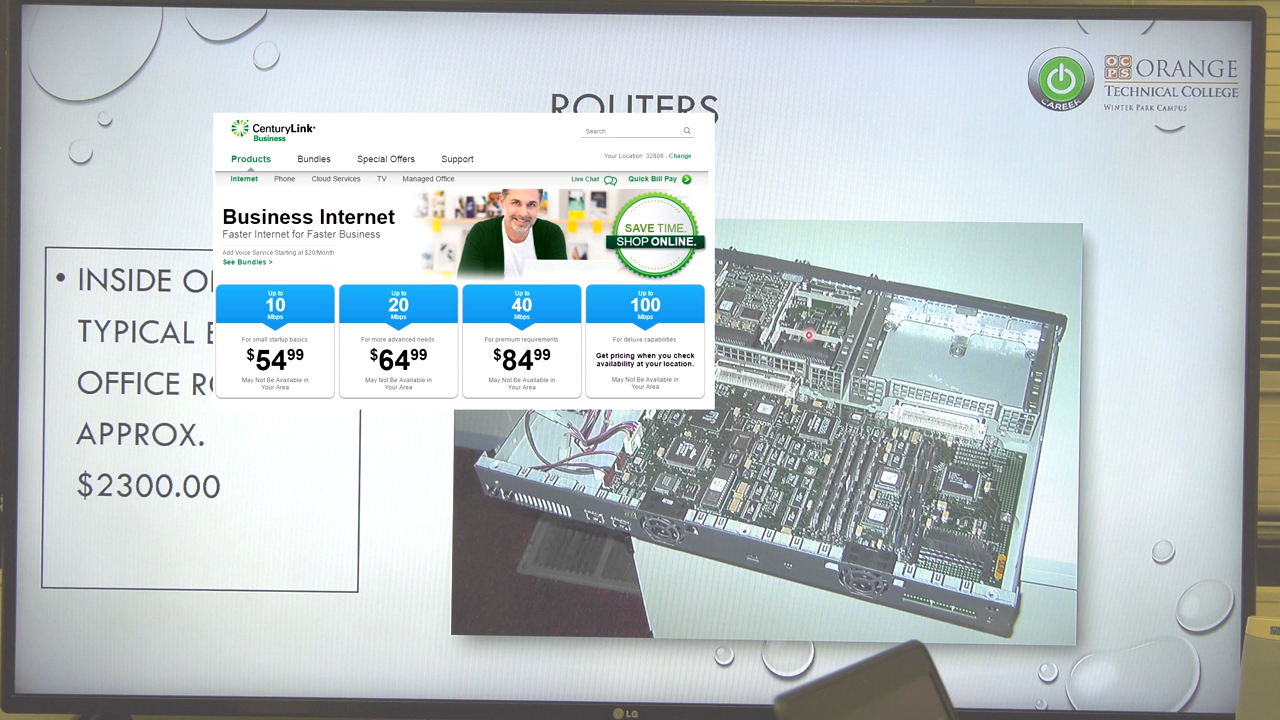 ROUTERS
OC
PS
ORANGE
TECHNICAL COLLEGE
WINTER PARK CAMPUS
CAREER
CenturyLink
Business
Search
Products Bundles Special Offers Support
Your Location: 32808 - Change
Internet Phone Cloud Services TV Managed Office
Live Chat Quick Bill Pay
Business Internet
Faster Internet for Faster Business
Add Voice Service Starting at $20/Month
See Bundles >
SAVE TIME.
SHOP ONLINE.
Up to
10
Mbps
For small startup basics
$54.99
May Not Be Available in
Your Area
Up to
20
Mbps
For more advanced needs
$64.99
May Not Be Available in
Your Area
Up to
40
Mbps
For premium requirements
$84.99
May Not Be Available in
Your Area
Up to
100
Mbps
For deluxe capabilities
Get pricing when you check
availability at your location.
May Not Be Available in
Your Area
• INSIDE
TYPICAL
OFFICE
APPROX.
$2300.00
LG